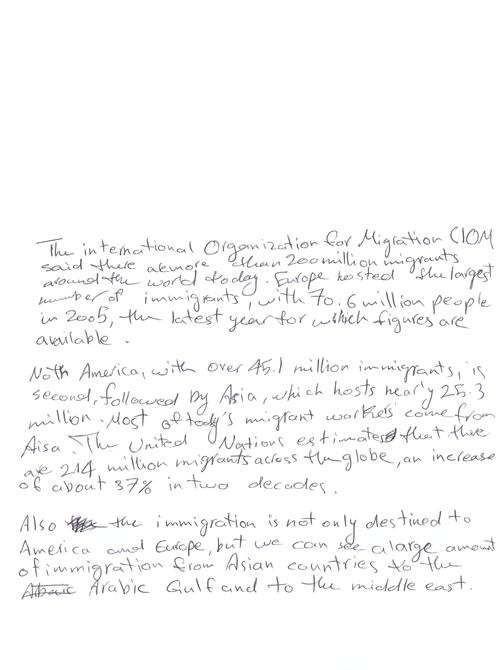 The international Organization for Migration (IOM
said there are more than 200 million migrants
around the world today. Europe hosted the largest
number of immigrants, with 70.6 million people
in 2005, the latest year for which figures are
available.
Noth America, with over 45.1 million immigrants, is
second, followed by Asia, which hosts nearly 25.3
million. Most of today's migrant workers come from
Aisa. The United Nations estimates that there
are 214 million migrants across the globe, an increase
of about 37% in two decades.
Also the immigration is not only destined to
America and Europe, but we can see a large amount
of immigration from Asian countries to the
Arabic Gulf and to the middle east.